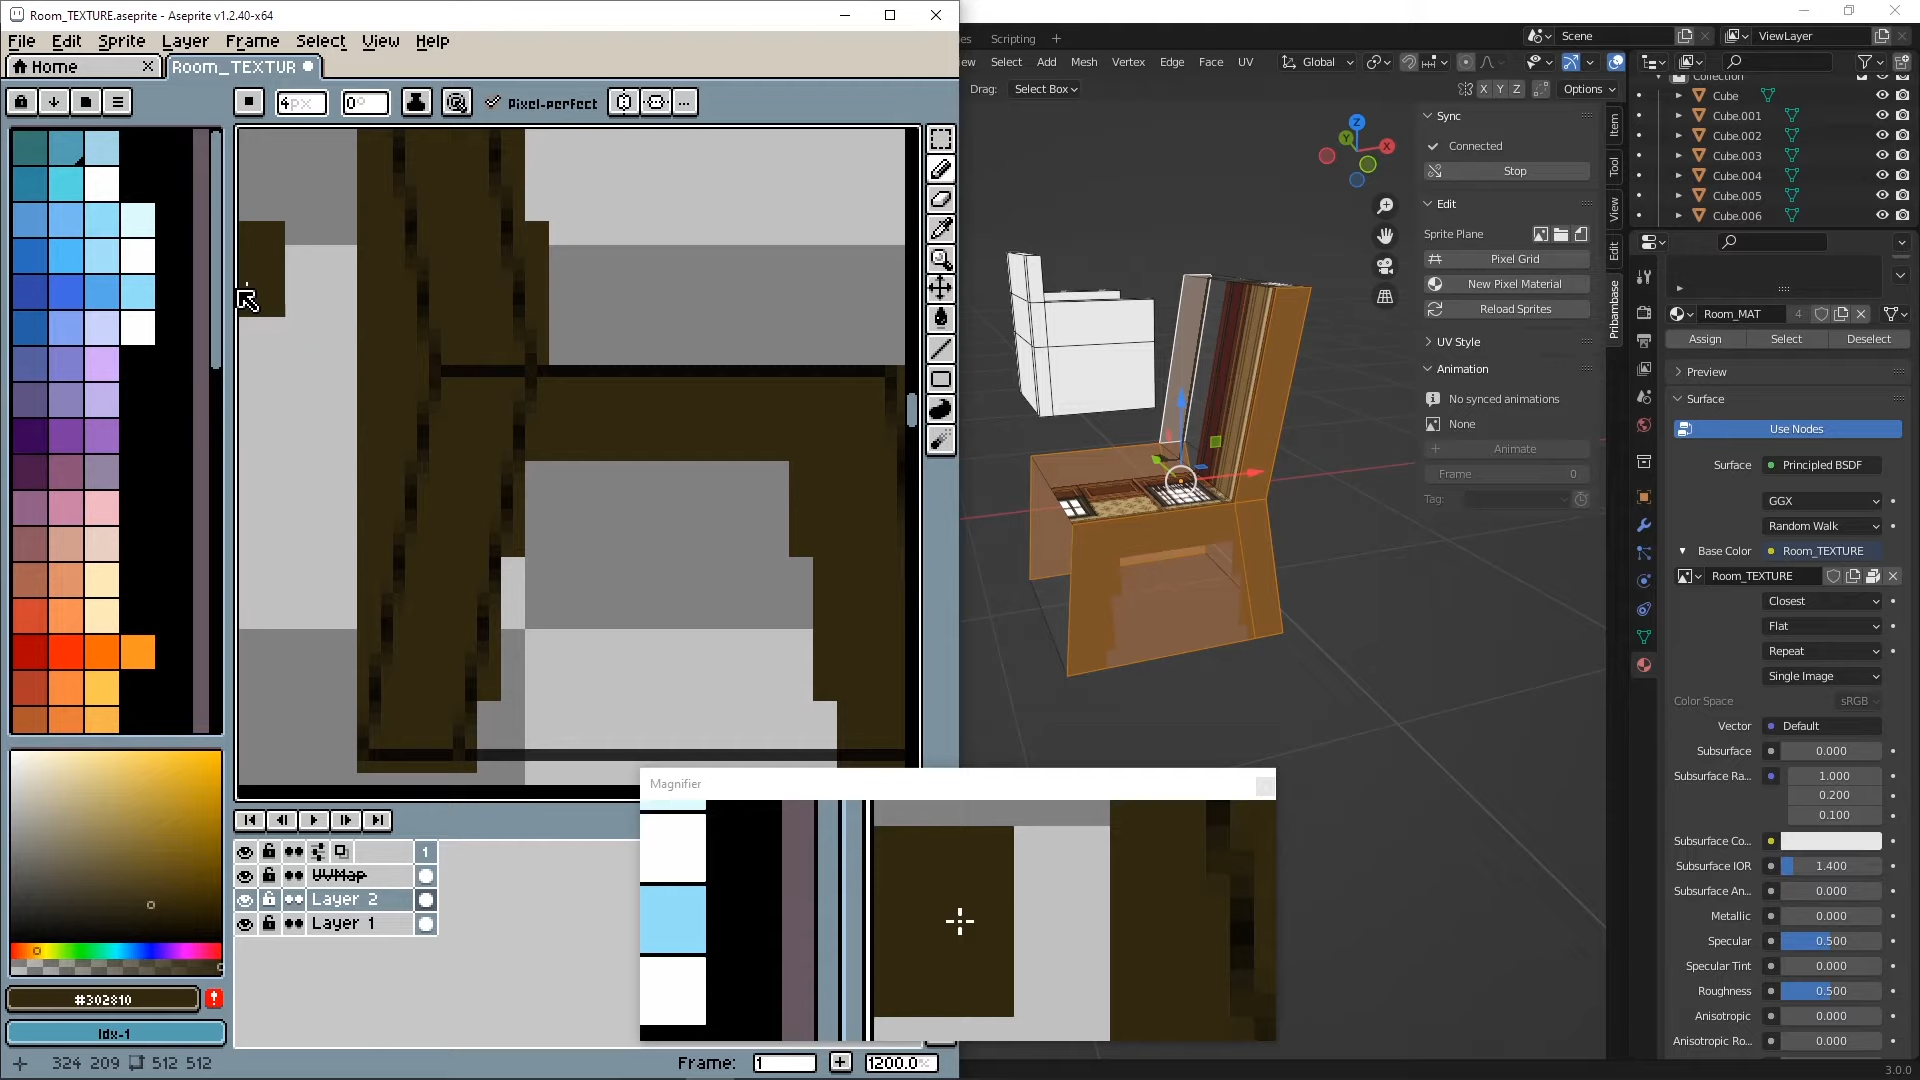 Room_TEXTURE.aseprite - Aseprite v1.2.40-x64
File Edit Sprite Layer Frame Select View Help
Home
Room_TEXTUR
4px
0°
Pixel-perfect
#302810
Idx-1
324 209 512 512
1
UVMap
Layer 2
Layer 1
Frame: 1
1200.0
Magnifier
Scripting
Scene
ViewLayer
Select Add Mesh Vertex Edge Face UV
Global
Drag: Select Box
X Y Z
Options
Z
Y
X
Sync
Connected
Stop
Edit
Sprite Plane
Pixel Grid
New Pixel Material
Reload Sprites
UV Style
Animation
No synced animations
None
Animate
Frame 0
Tag:
Item
Tool
View
Edit
Pribambase
Collection
Cube
Cube.001
Cube.002
Cube.003
Cube.004
Cube.005
Cube.006
Room_MAT 4
Assign Select Deselect
Preview
Surface
Use Nodes
Surface Principled BSDF
GGX
Random Walk
Base Color Room_TEXTURE
Room_TEXTURE
Closest
Flat
Repeat
Single Image
Color Space sRGB
Vector Default
Subsurface 0.000
Subsurface Ra... 1.000
0.200
0.100
Subsurface Co...
Subsurface IOR 1.400
Subsurface An... 0.000
Metallic 0.000
Specular 0.500
Specular Tint 0.000
Roughness 0.500
Anisotropic 0.000
Anisotropic Ro... 0.000
3.0.0